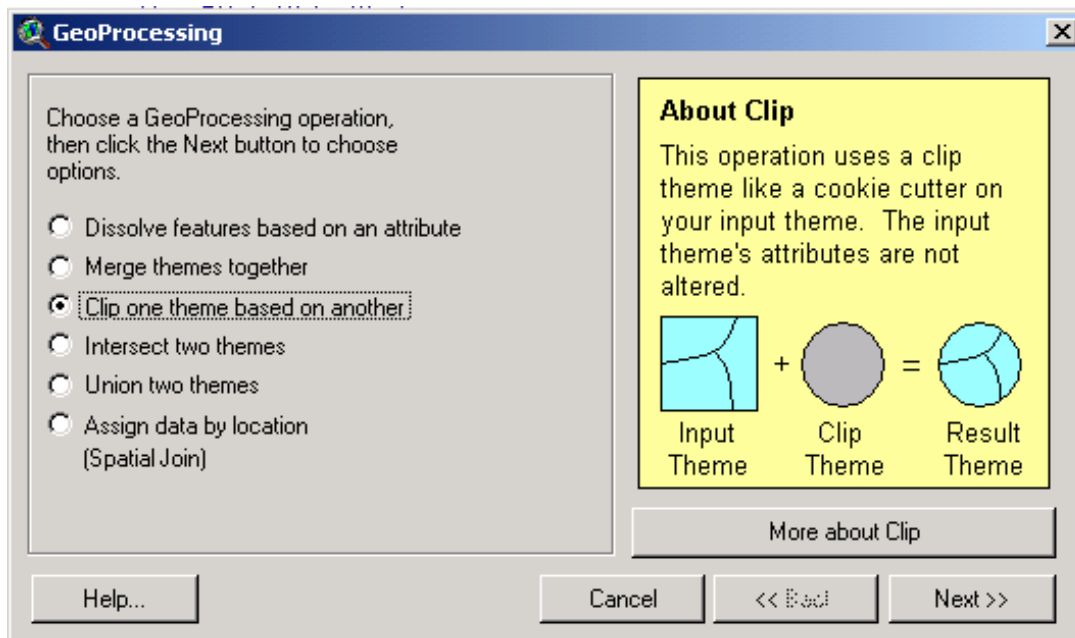 GeoProcessing
Choose a GeoProcessing operation,
then click the Next button to choose
options.
Dissolve features based on an attribute
Merge themes together
Clip one theme based on another
Intersect two themes
Union two themes
Assign data by location
(Spatial Join)
About Clip
This operation uses a clip
theme like a cookie cutter on
your input theme. The input
theme's attributes are not
altered.
+ =
Input Clip Result
Theme Theme Theme
More about Clip
Help... Cancel << Back Next >>